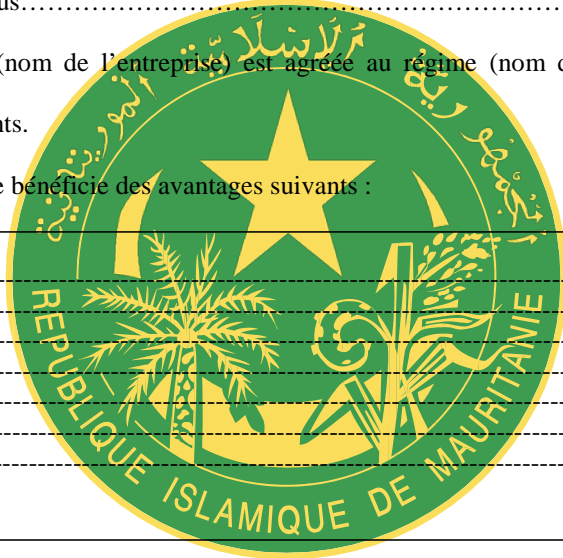 us……………………………………………………
(nom de l’entreprise) est agréée au régime (nom d
nts.
e bénéficie des avantages suivants :
الجمهورية الإسلامية الموريتانية
REPUBLIQUE ISLAMIQUE DE MAURITANIE